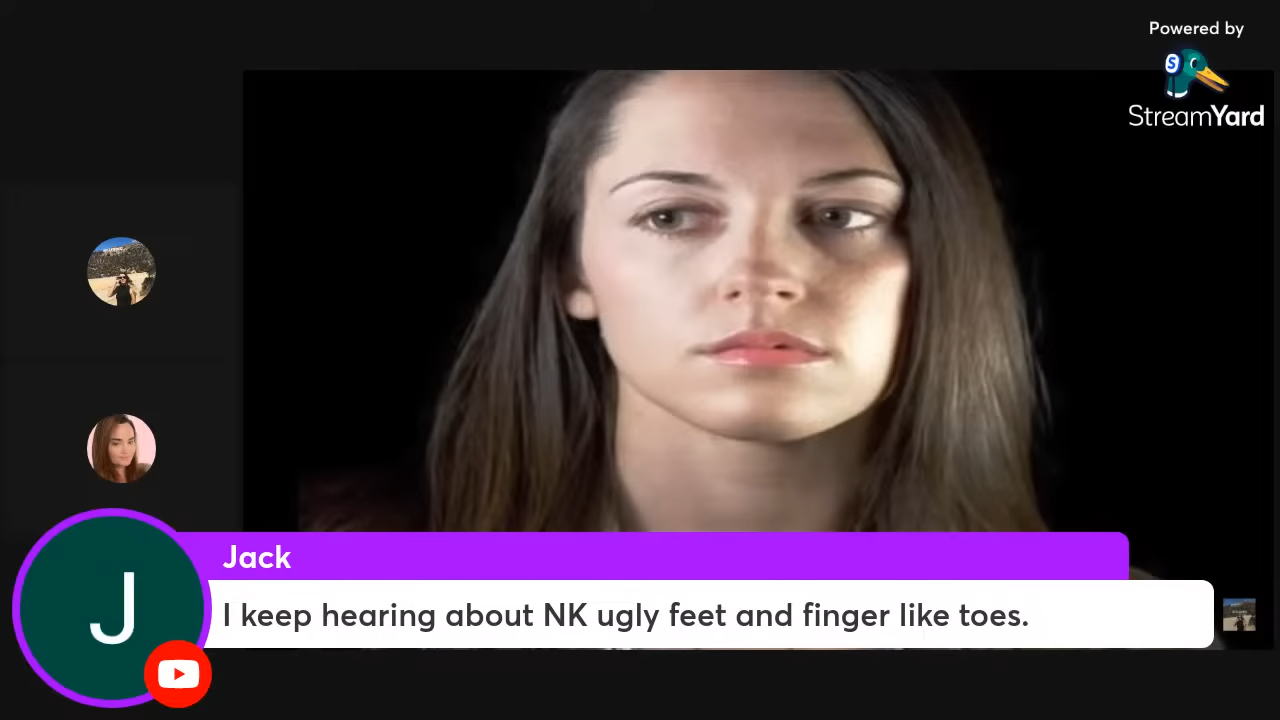 Powered by
StreamYard
Jack
I keep hearing about NK ugly feet and finger like toes.
J